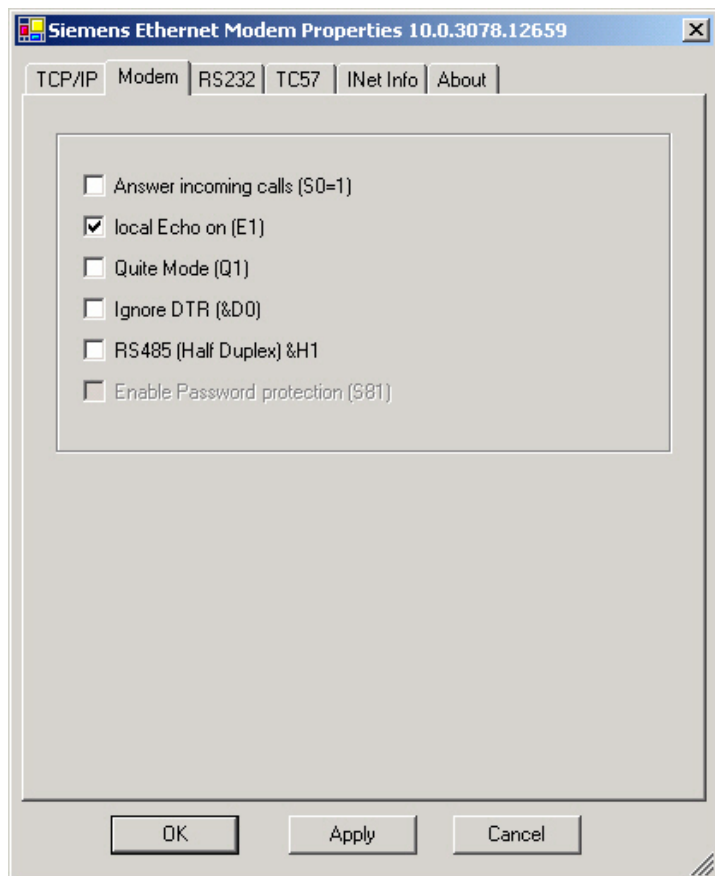 Siemens Ethernet Modem Properties 10.0.3078.12659
TCP/IP Modem RS232 TC57 INet Info About
Answer incoming calls (S0=1)
local Echo on (E1)
Quite Mode (Q1)
Ignore DTR (&D0)
RS485 (Half Duplex) &H1
Enable Password protection (S81)
OK Apply Cancel